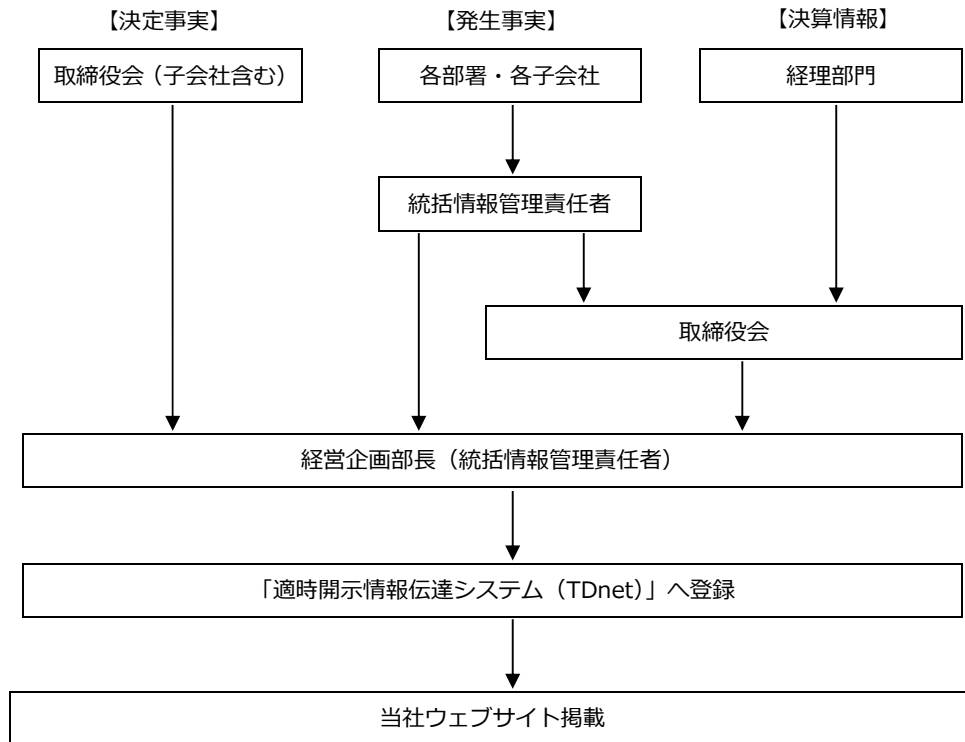 【決定事実】
【発生事実】
【決算情報】
取締役会（子会社含む）
各部署・各子会社
経理部門
統括情報管理責任者
取締役会
経営企画部長（統括情報管理責任者）
「適時開示情報伝達システム（TDnet）」へ登録
当社ウェブサイト掲載